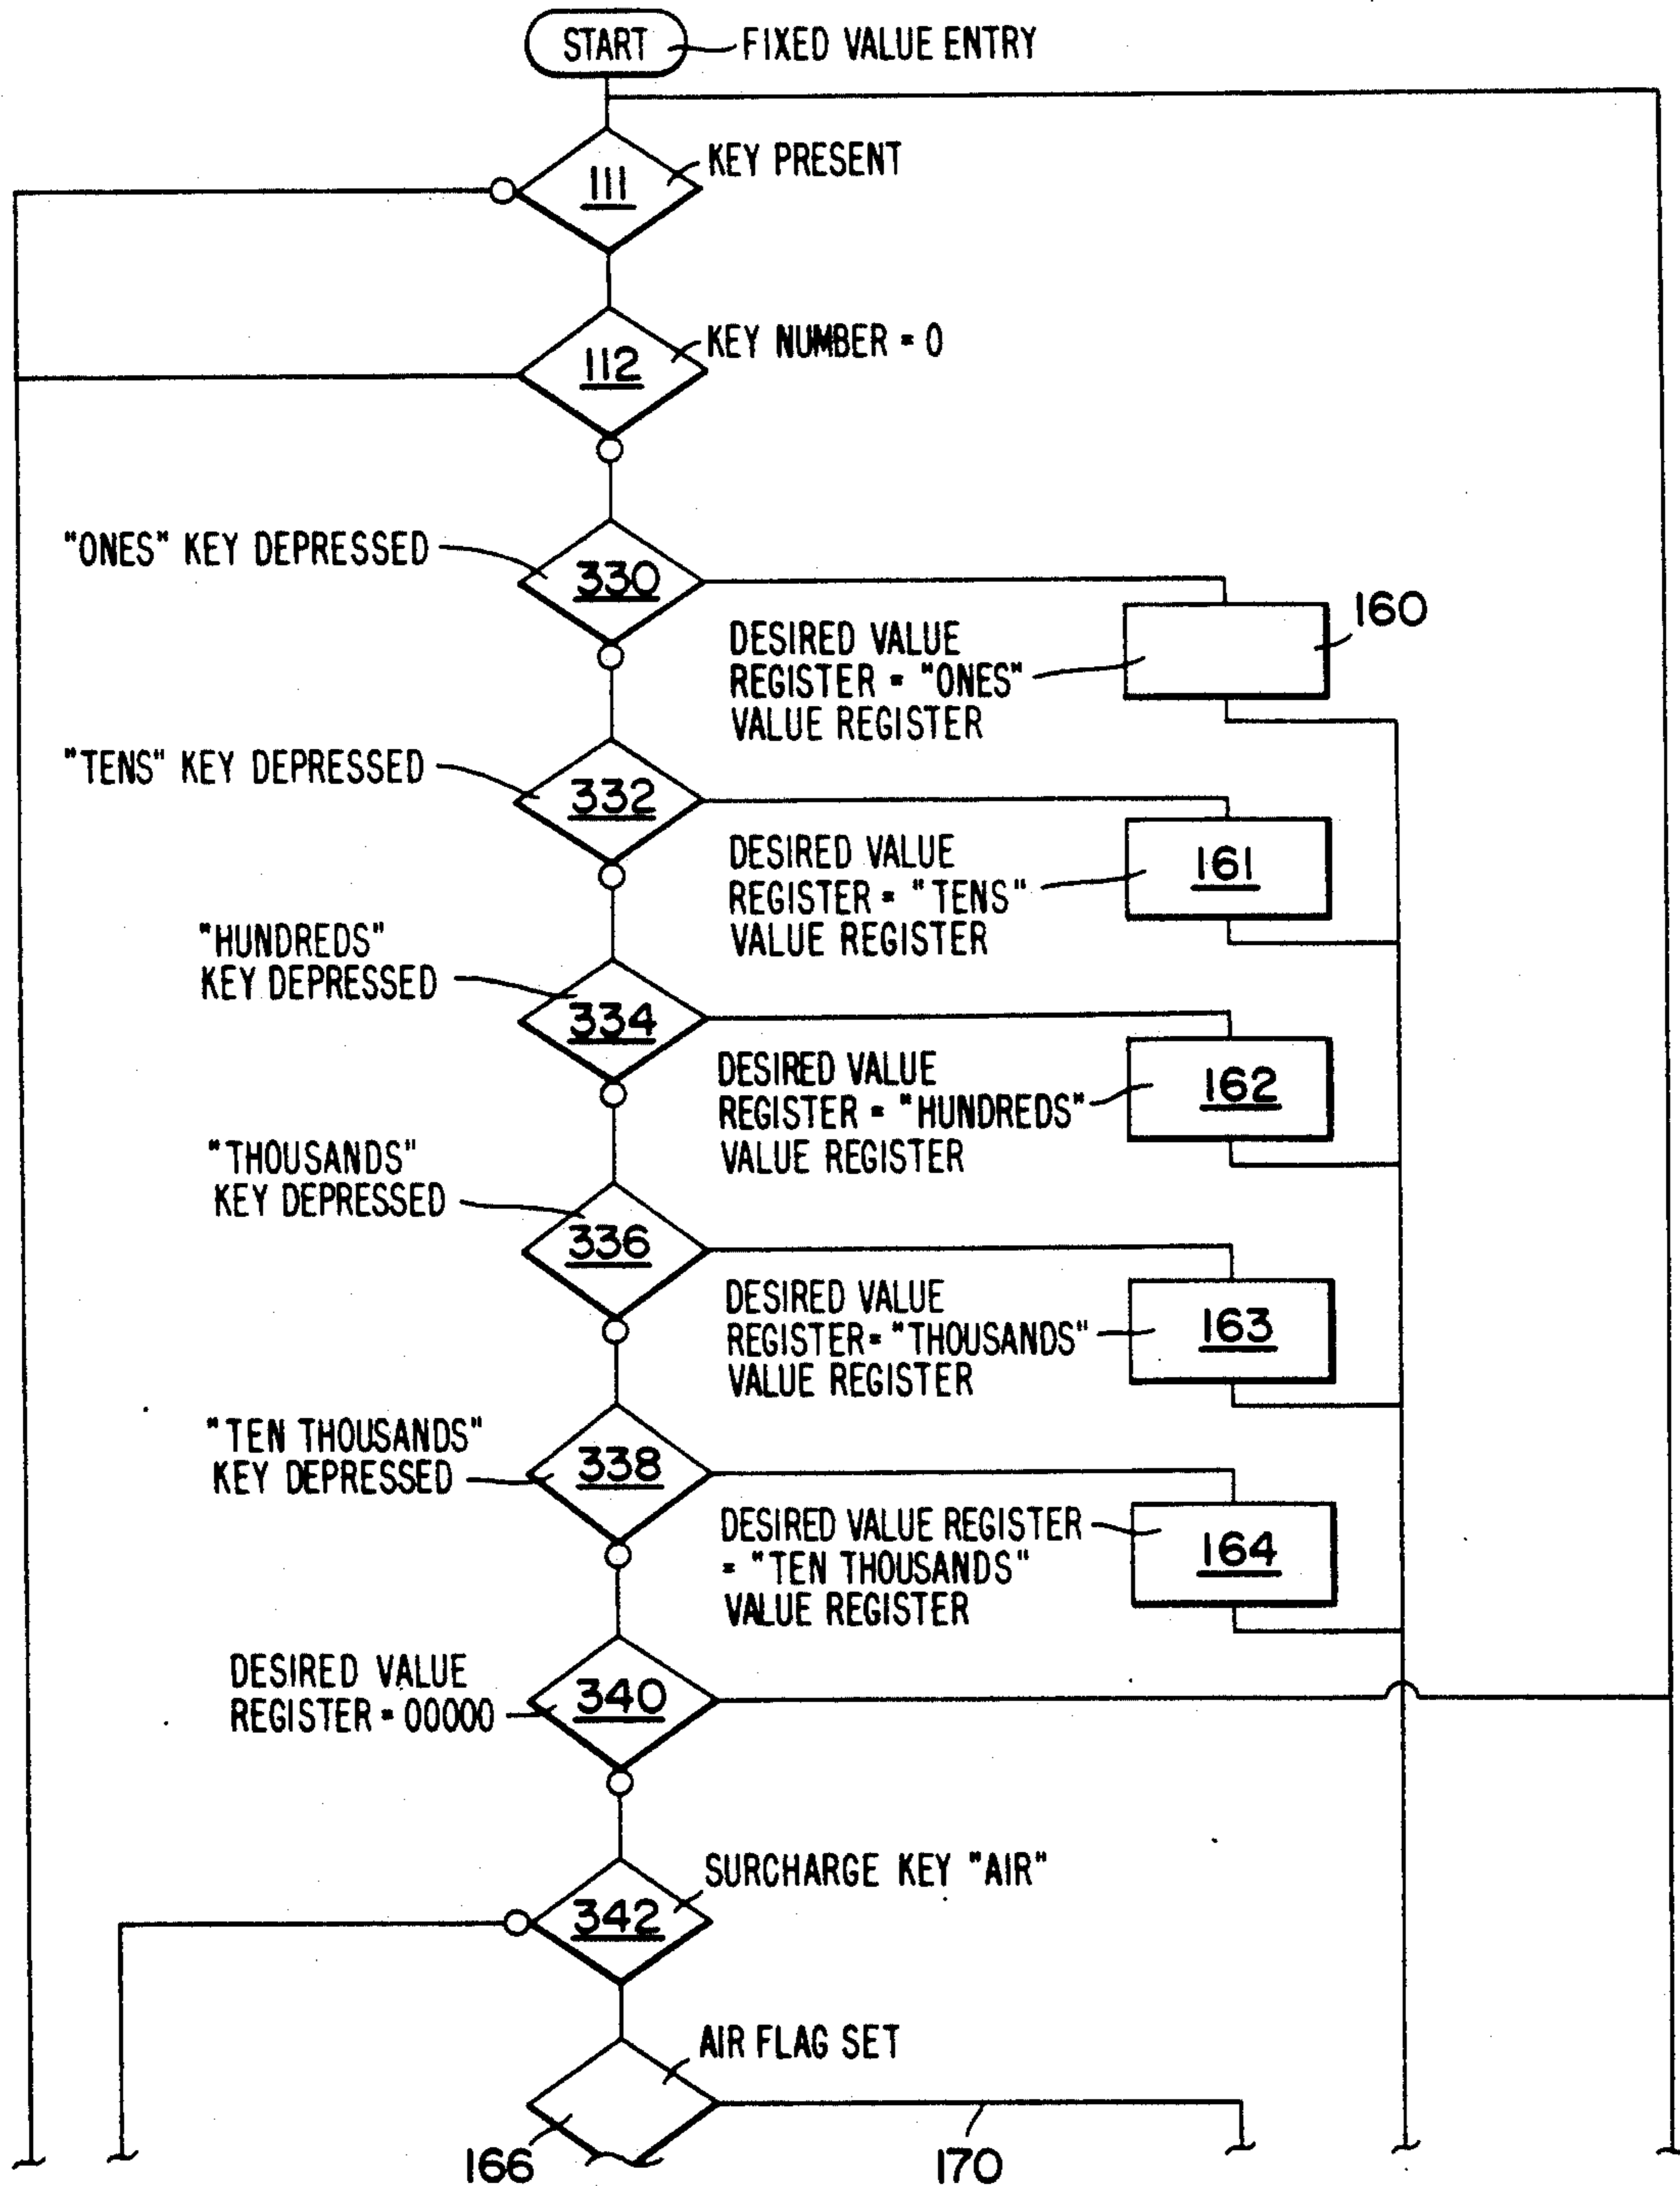 START
FIXED VALUE ENTRY
KEY PRESENT
111
KEY NUMBER = 0
112
"ONES" KEY DEPRESSED
330
160
DESIRED VALUE
REGISTER = "ONES"
VALUE REGISTER
"TENS" KEY DEPRESSED
332
DESIRED VALUE
REGISTER = "TENS"
VALUE REGISTER
161
"HUNDREDS"
KEY DEPRESSED
334
DESIRED VALUE
REGISTER = "HUNDREDS"
VALUE REGISTER
162
"THOUSANDS"
KEY DEPRESSED
336
DESIRED VALUE
REGISTER = "THOUSANDS"
VALUE REGISTER
163
"TEN THOUSANDS"
KEY DEPRESSED
338
DESIRED VALUE REGISTER
= "TEN THOUSANDS"
VALUE REGISTER
164
DESIRED VALUE
REGISTER = 00000
340
SURCHARGE KEY "AIR"
342
AIR FLAG SET
166
170